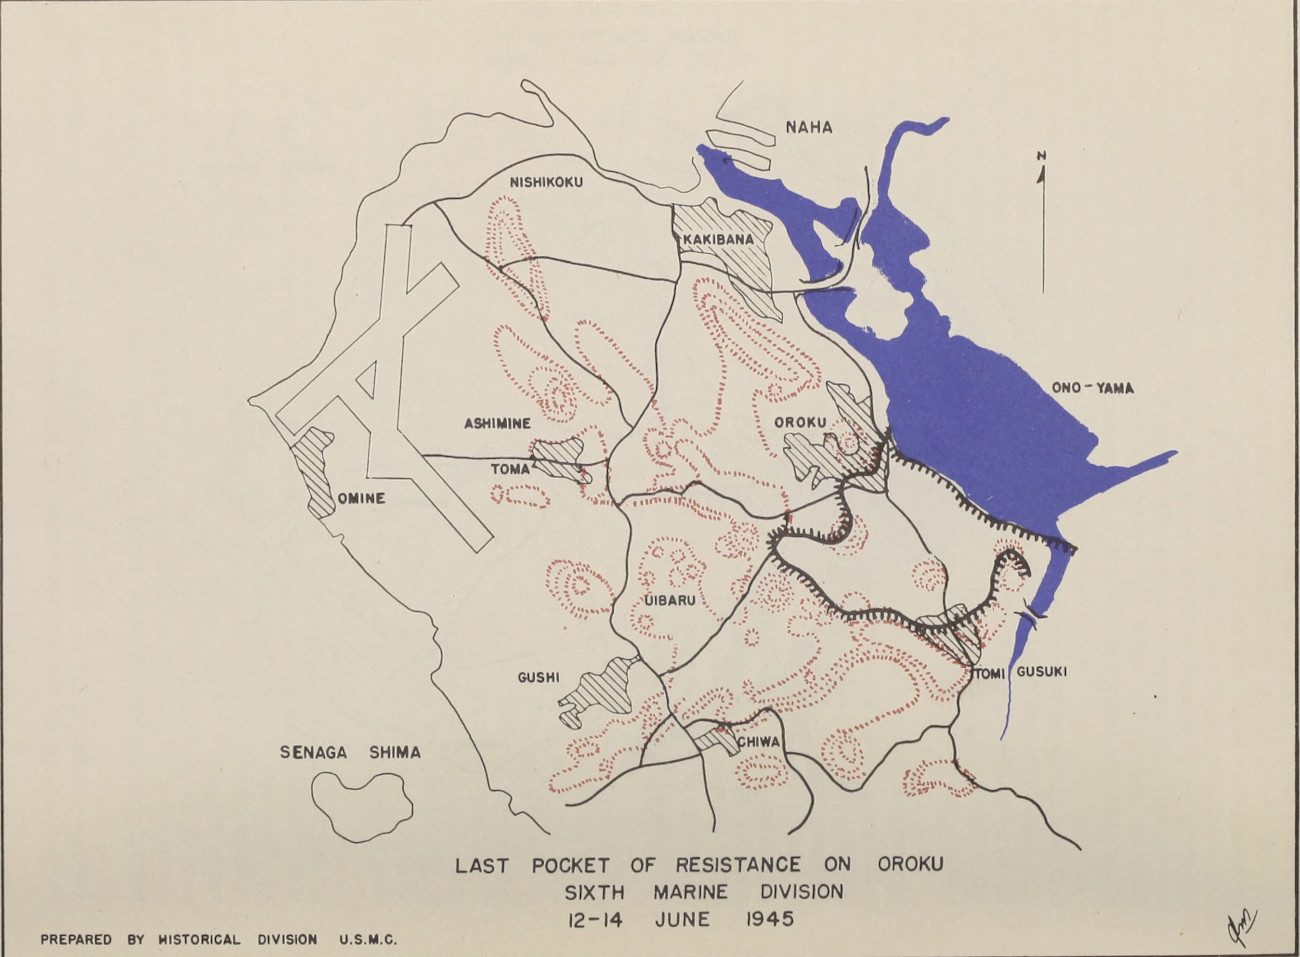 NAHA
N
NISHIKOKU
KAKIBANA
ONO-YAMA
ASHIMINE
OROKU
TOMA
OMINE
UIBARU
GUSHI
TOMI GUSUKI
CHIWA
SENAGA SHIMA
LAST POCKET OF RESISTANCE ON OROKU
SIXTH MARINE DIVISION
12-14 JUNE 1945
PREPARED BY HISTORICAL DIVISION U.S.M.C.